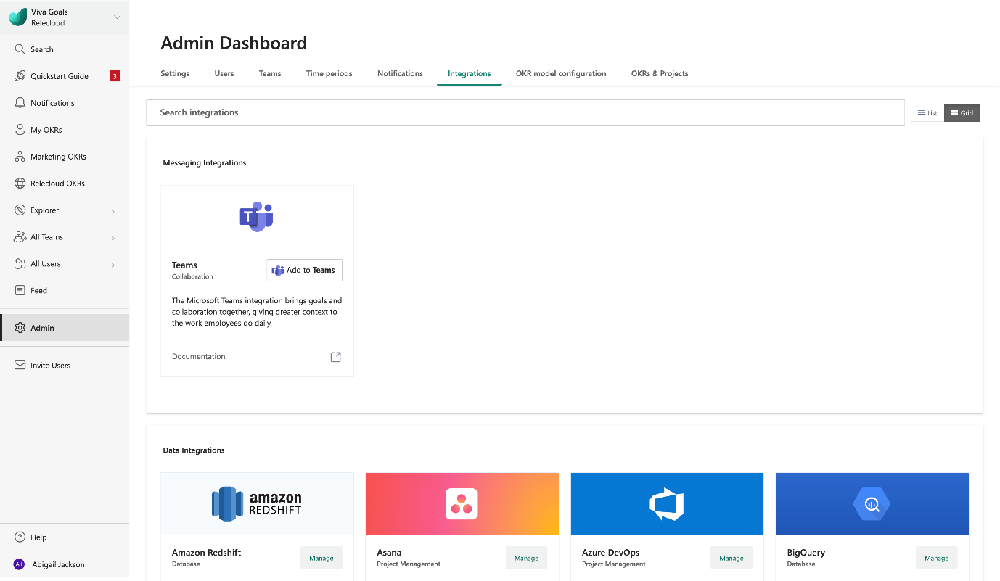 Viva Goals
Relecloud
Search
Quickstart Guide 3
Notifications
My OKRs
Marketing OKRs
Relecloud OKRs
Explorer
All Teams
All Users
Feed
Admin
Invite Users
Help
AJ Abigail Jackson
Admin Dashboard
Settings Users Teams Time periods Notifications Integrations OKR model configuration OKRs & Projects
Search integrations
List Grid
Messaging Integrations
T
Teams
Collaboration
T Add to Teams
The Microsoft Teams integration brings goals and
collaboration together, giving greater context to
the work employees do daily.
Documentation
Data Integrations
amazon
REDSHIFT
Amazon Redshift
Database
Manage
Asana
Project Management
Manage
Azure DevOps
Project Management
Manage
BigQuery
Database
Manage